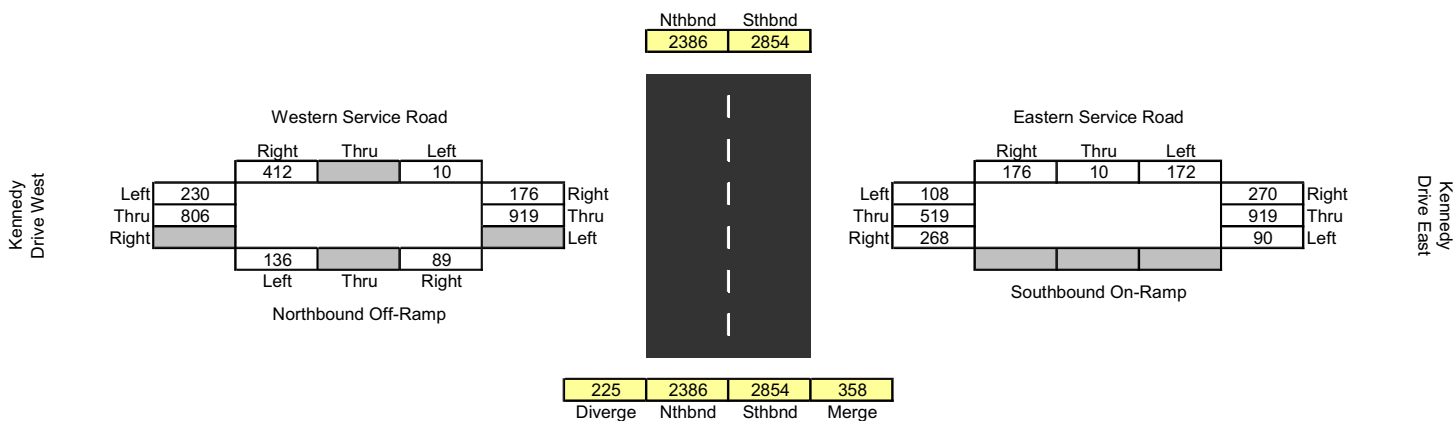 Nthbnd Sthbnd
2386 2854
Western Service Road
Right Thru Left
412 10
Left 230 176 Right
Thru 806 919 Thru
Right Left
136 89
Left Thru Right
Northbound Off-Ramp
Kennedy
Drive West
Eastern Service Road
Right Thru Left
176 10 172
Left 108 270 Right
Thru 519 919 Thru
Right 268 90 Left
Southbound On-Ramp
Kennedy
Drive East
225 2386 2854 358
Diverge Nthbnd Sthbnd Merge